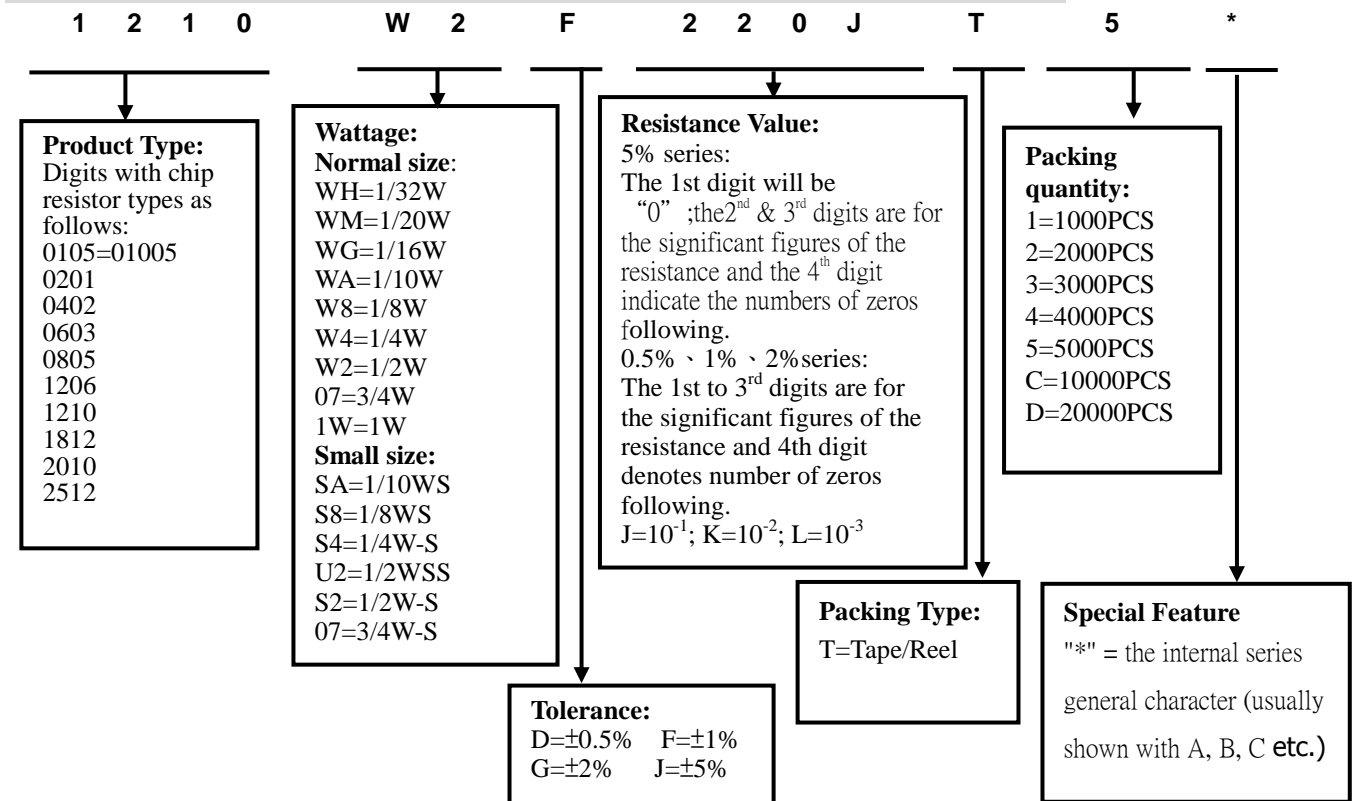 1 2 1 0 W 2 F 2 2 0 J T 5 *
Product Type:
Digits with chip
resistor types as
follows:
0105=01005
0201
0402
0603
0805
1206
1210
1812
2010
2512
Wattage:
Normal size:
WH=1/32W
WM=1/20W
WG=1/16W
WA=1/10W
W8=1/8W
W4=1/4W
W2=1/2W
07=3/4W
1W=1W
Small size:
SA=1/10WS
S8=1/8WS
S4=1/4W-S
U2=1/2WSS
S2=1/2W-S
07=3/4W-S
Tolerance:
D=±0.5% F=±1%
G=±2% J=±5%
Resistance Value:
5% series:
The 1st digit will be
“0” ;the2nd & 3rd digits are for
the significant figures of the
resistance and the 4th digit
indicate the numbers of zeros
following.
0.5%、1%、2%series:
The 1st to 3rd digits are for
the significant figures of the
resistance and 4th digit
denotes number of zeros
following.
J=10-1; K=10-2; L=10-3
Packing Type:
T=Tape/Reel
Packing
quantity:
1=1000PCS
2=2000PCS
3=3000PCS
4=4000PCS
5=5000PCS
C=10000PCS
D=20000PCS
Special Feature
"*" = the internal series
general character (usually
shown with A, B, C etc.)